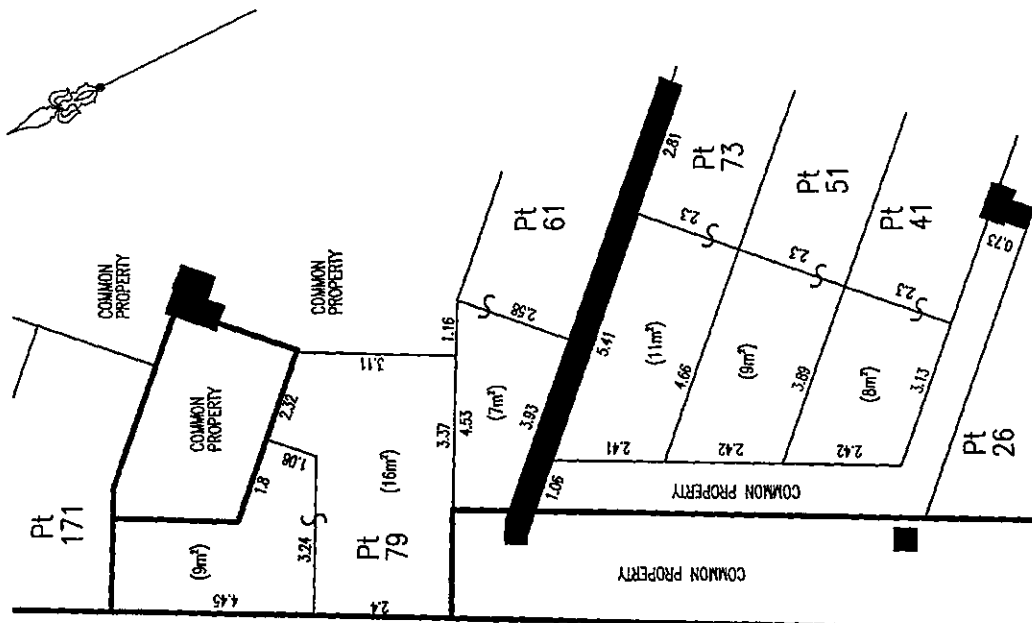 COMMON
PROPERTY
COMMON
PROPERTY
COMMON
PROPERTY
Pt
171
(9m²)
4.45
1.8
2.32
1.08
3.24
3.11
Pt
79
(16m²)
2.4
3.37
4.53
1.16
(7m²)
2.58
3.93
Pt
61
5.41
1.06
2.81
Pt
73
2.3
(11m²)
4.66
2.41
Pt
51
2.3
(9m²)
3.89
2.42
Pt
41
2.3
(8m²)
3.13
2.42
0.73
Pt
26
COMMON PROPERTY
COMMON PROPERTY